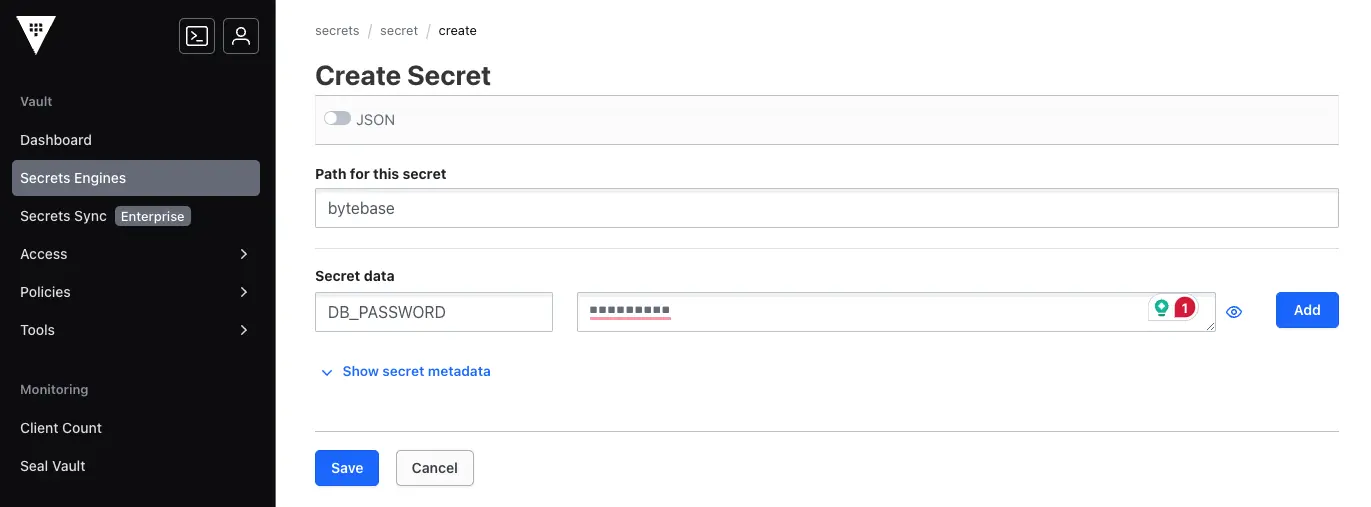 Vault
Dashboard
Secrets Engines
Secrets Sync Enterprise
Access
Policies
Tools
Monitoring
Client Count
Seal Vault
secrets / secret / create
Create Secret
JSON
Path for this secret
bytebase
Secret data
DB_PASSWORD ********* 1 Add
Show secret metadata
Save Cancel